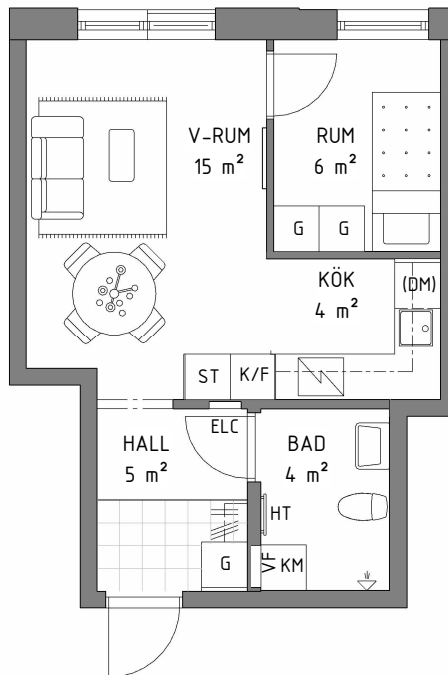 V-RUM
15 m²
RUM
6 m²
G
G
KÖK
4 m²
(DM)
ST
K/F
ELC
HALL
5 m²
BAD
4 m²
HT
G
VF
KM